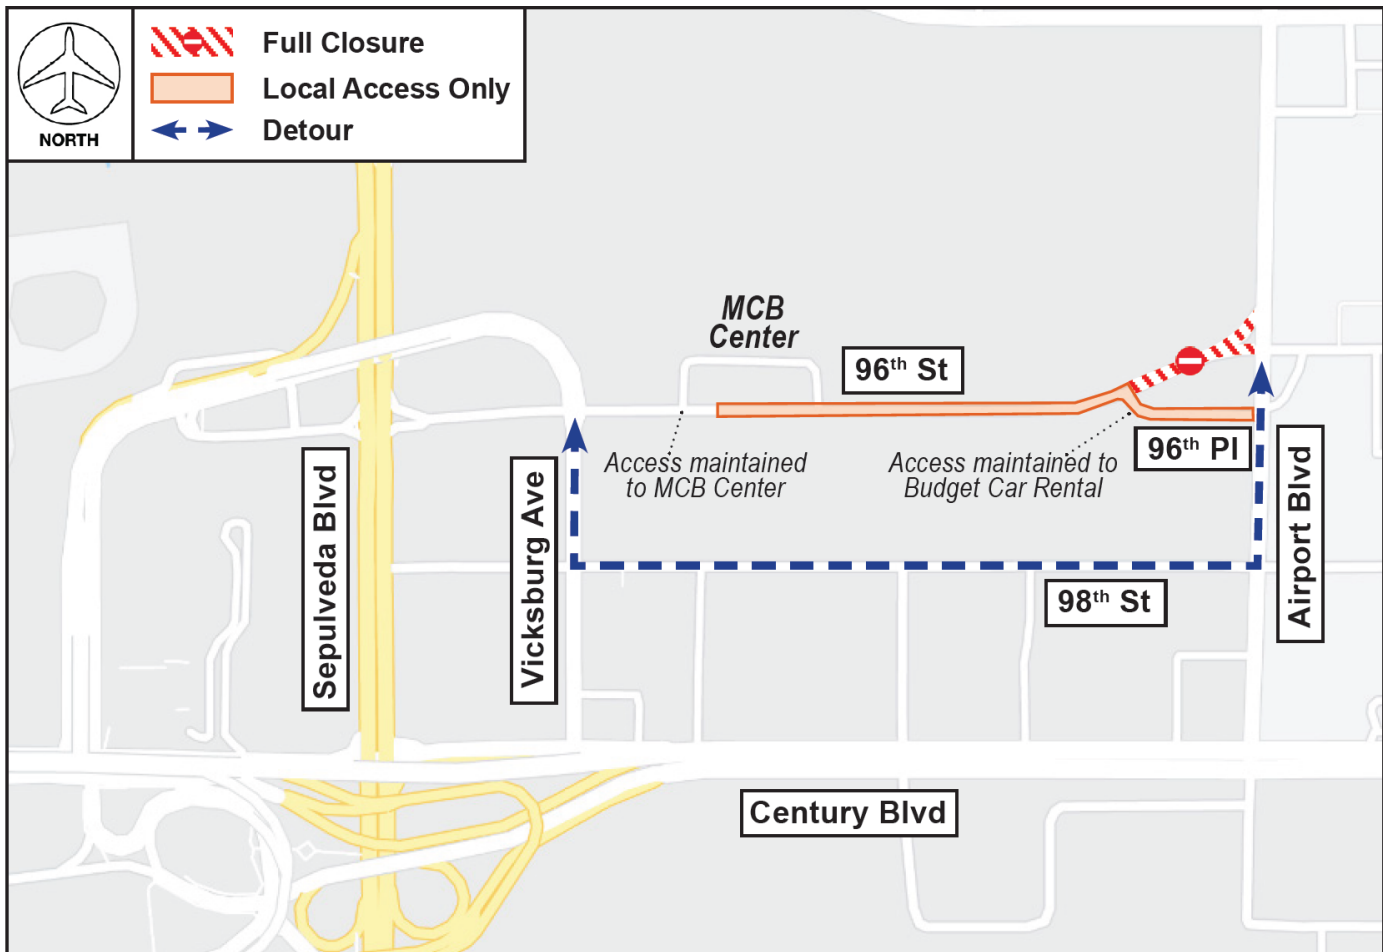 NORTH
Full Closure
Local Access Only
Detour
MCB
Center
96th St
96th Pl
Access maintained
to MCB Center
Access maintained to
Budget Car Rental
Sepulveda Blvd
Vicksburg Ave
Airport Blvd
98th St
Century Blvd